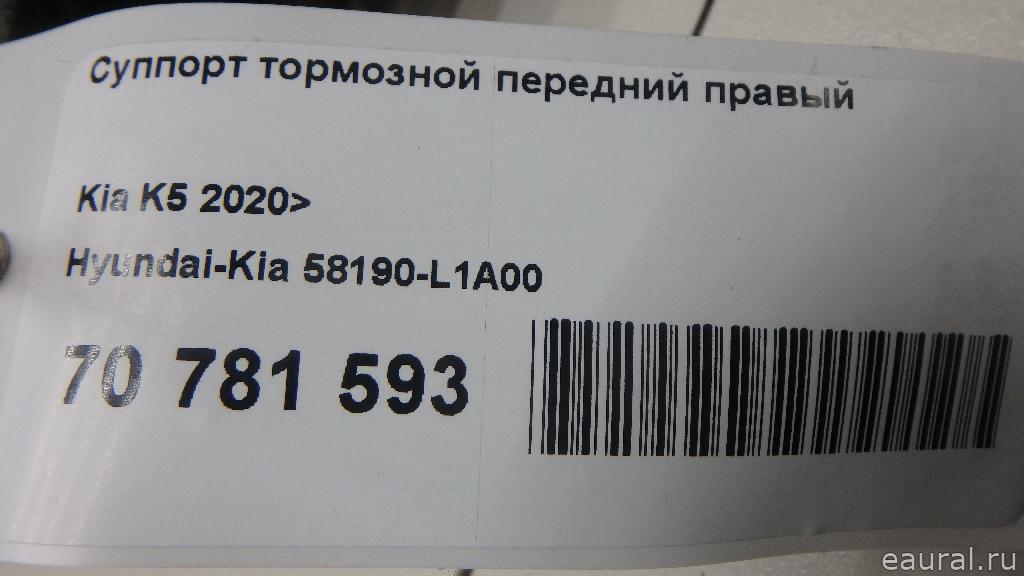 Суппорт тормозной передний правый
Kia K5 2020>
Hyundai-Kia 58190-L1A00
70 781 593
eaural.ru